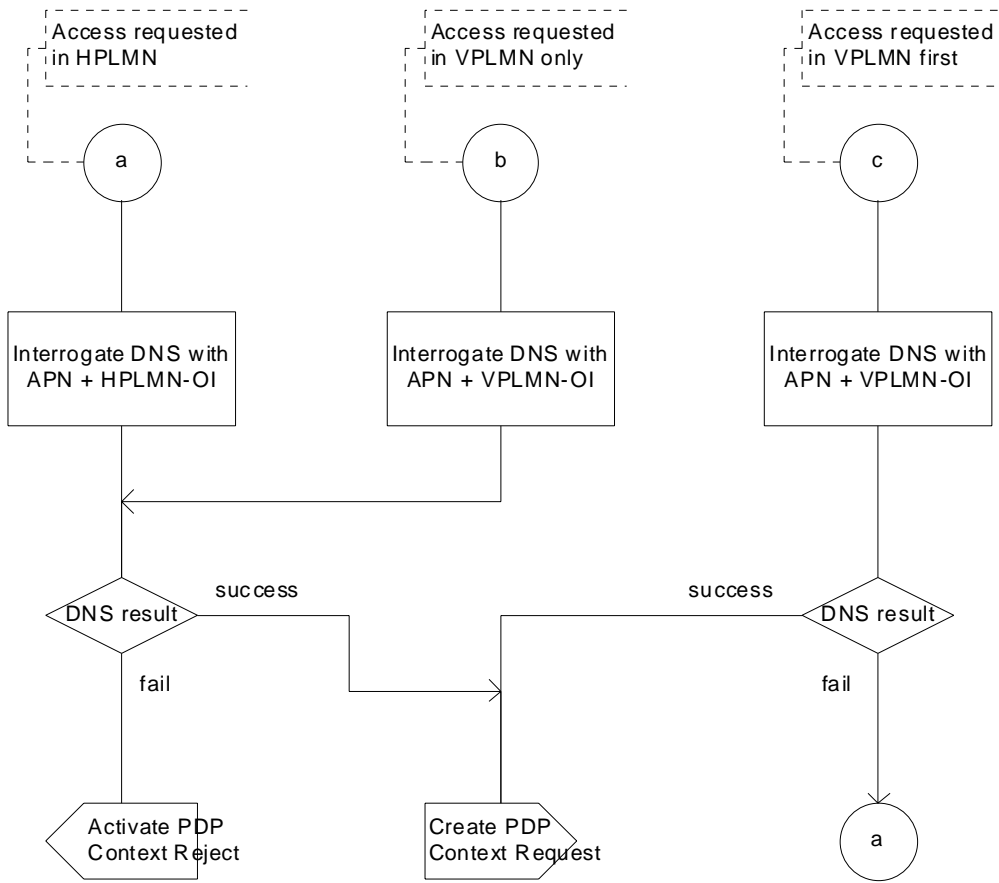 Access requested
in HPLMN
Access requested
in VPLMN only
Access requested
in VPLMN first
a
b
c
Interrogate DNS with
APN + HPLMN-OI
Interrogate DNS with
APN + VPLMN-OI
Interrogate DNS with
APN + VPLMN-OI
DNS result
success
success
DNS result
fail
fail
Activate PDP
Context Reject
Create PDP
Context Request
a